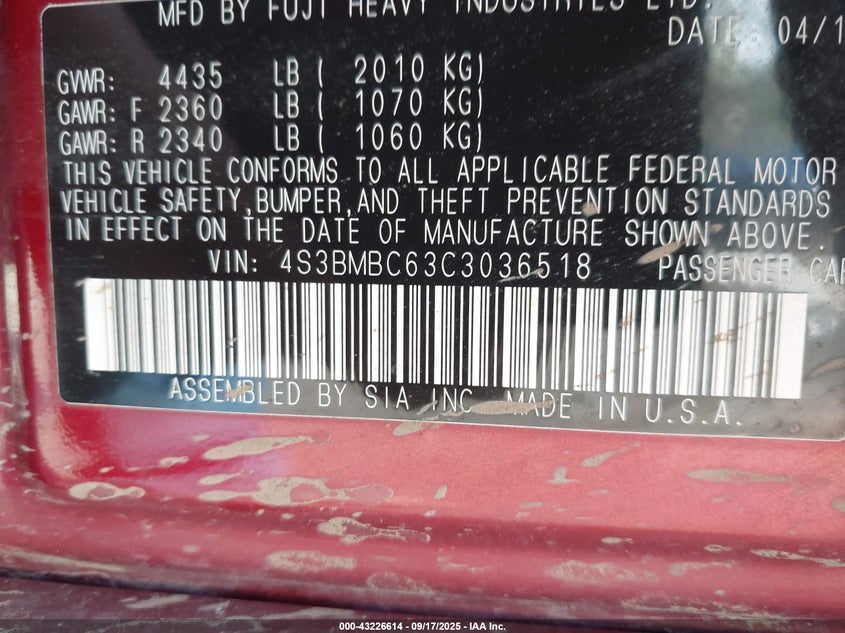 MFD BY FUJI HEAVY INDUSTRIES LTD.
DATE: 04/1
GVWR: 4435 LB ( 2010 KG)
GAWR: F 2360 LB ( 1070 KG)
GAWR: R 2340 LB ( 1060 KG)
THIS VEHICLE CONFORMS TO ALL APPLICABLE FEDERAL MOTOR
VEHICLE SAFETY,BUMPER,AND THEFT PREVENTION STANDARDS
IN EFFECT ON THE DATE OF MANUFACTURE SHOWN ABOVE.
VIN: 4S3BMBC63C3036518 PASSENGER CAR
ASSEMBLED BY SIA INC. MADE IN U.S.A.
000-43226614 - 09/17/2025 - IAA Inc.